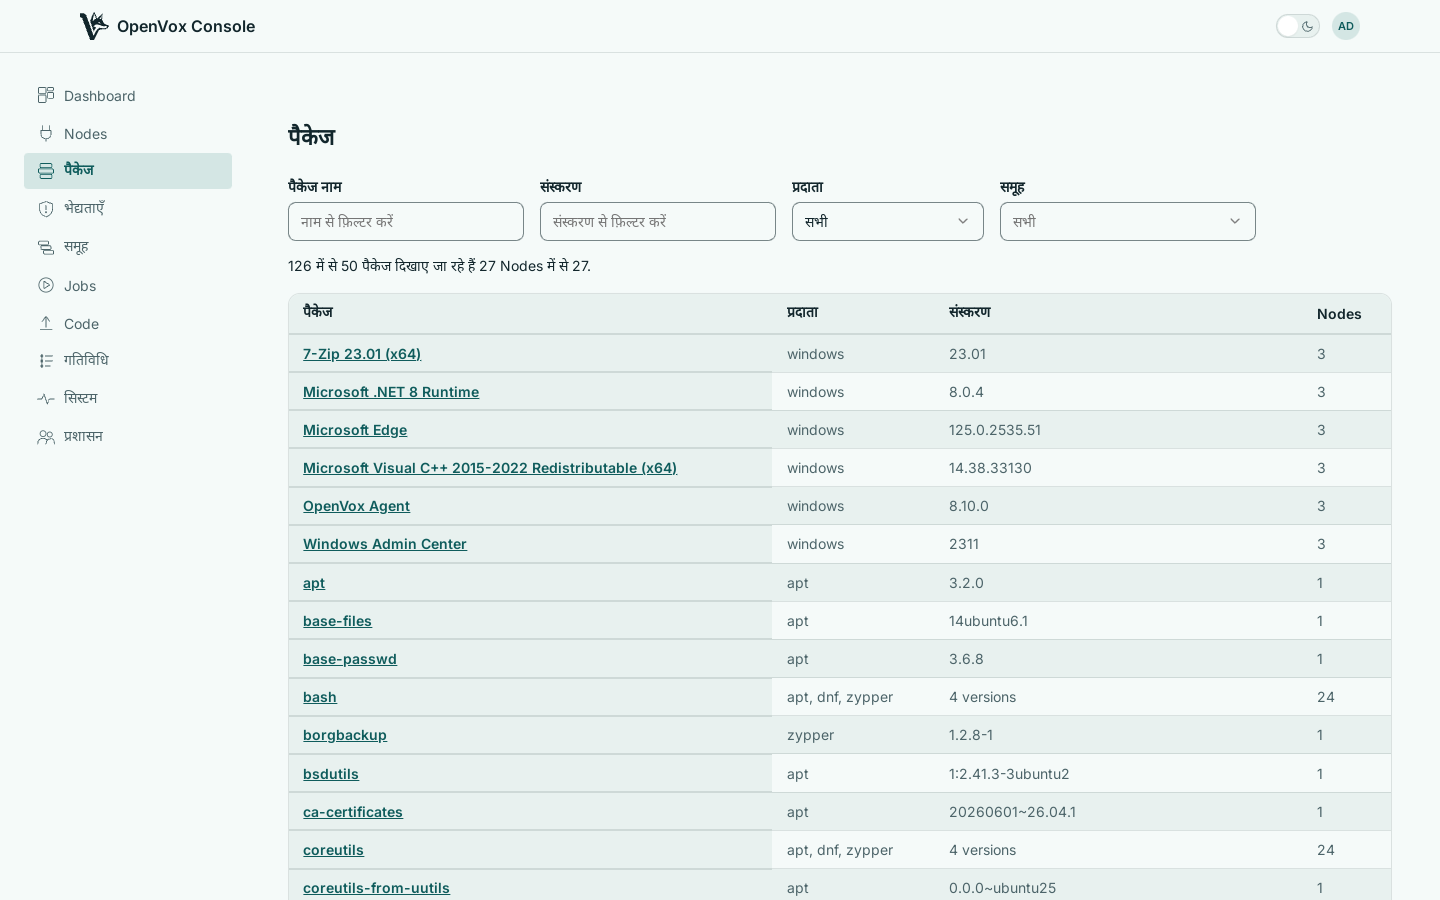 OpenVox Console
AD
Dashboard
Nodes
पैकेज
भेद्यताएँ
समूह
Jobs
Code
गतिविधि
सिस्टम
प्रशासन
पैकेज
पैकेज नाम संस्करण प्रदाता समूह
नाम से फ़िल्टर करें संस्करण से फ़िल्टर करें सभी सभी
126 में से 50 पैकेज दिखाए जा रहे हैं 27 Nodes में से 27.
पैकेज प्रदाता संस्करण Nodes
7-Zip 23.01 (x64) windows 23.01 3
Microsoft .NET 8 Runtime windows 8.0.4 3
Microsoft Edge windows 125.0.2535.51 3
Microsoft Visual C++ 2015-2022 Redistributable (x64) windows 14.38.33130 3
OpenVox Agent windows 8.10.0 3
Windows Admin Center windows 2311 3
apt apt 3.2.0 1
base-files apt 14ubuntu6.1 1
base-passwd apt 3.6.8 1
bash apt, dnf, zypper 4 versions 24
borgbackup zypper 1.2.8-1 1
bsdutils apt 1:2.41.3-3ubuntu2 1
ca-certificates apt 20260601~26.04.1 1
coreutils apt, dnf, zypper 4 versions 24
coreutils-from-uutils apt 0.0.0~ubuntu25 1